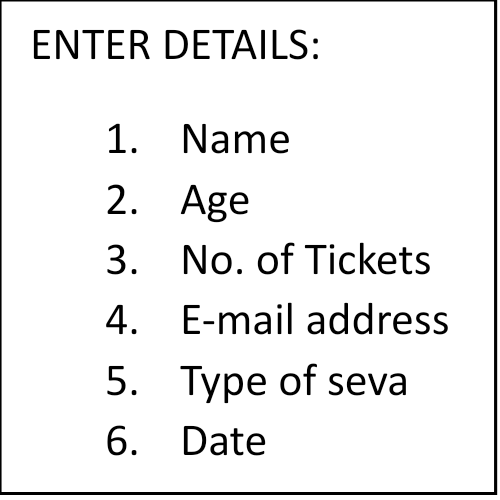 ENTER DETAILS:
1. Name
2. Age
3. No. of Tickets
4. E-mail address
5. Type of seva
6. Date